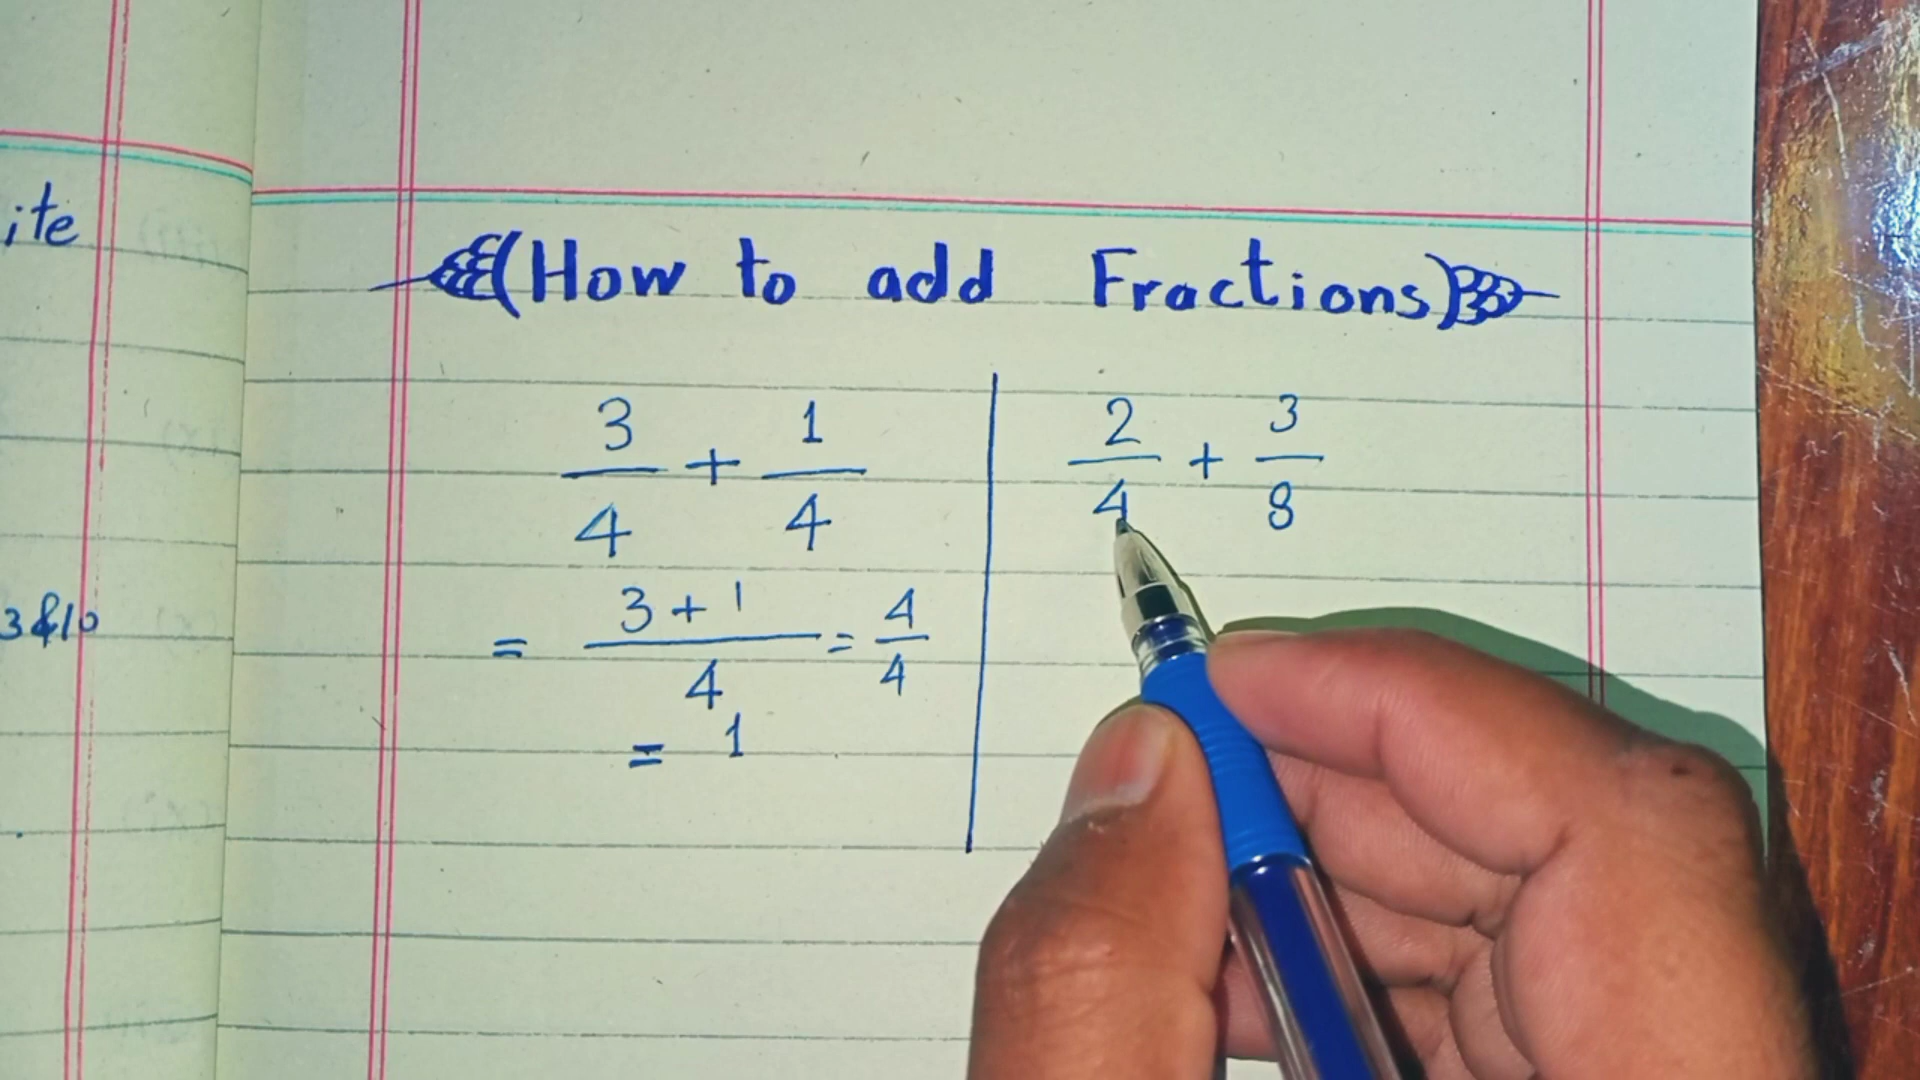 ite
3 & 10
(How to add Fractions)
3/4 + 1/4
= 3 + 1/4 = 4/4
= 1
2/4 + 3/8